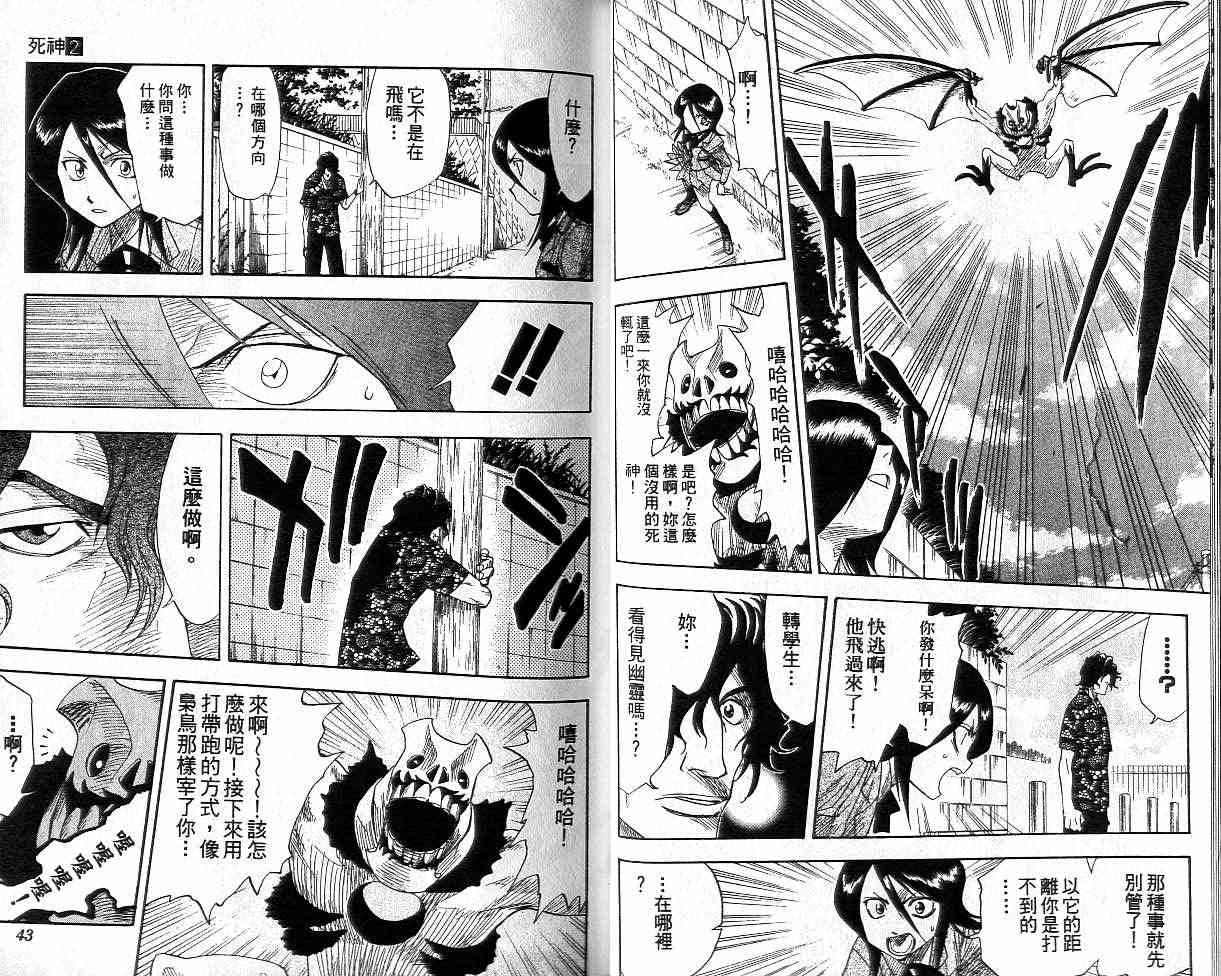 啊…！
嘻哈哈哈哈哈！
這麼一來你就沒
輒了吧！
是吧？怎麼
樣啊，妳這
個沒用的死
神！
……？
你發什麼呆啊！
快逃啊！
他飛過來了！
轉學生…
妳…
看得見幽靈嗎…？
那種事就先
別管了！
以它的距
離你是打
不到的
……
…在哪裡
？
死神2
什麼？
它不是在
飛嗎…
在哪個方向
…？
你…
你問這種事做
什麼…
!!
這麼做啊。
嘻哈哈哈哈！
來啊～～～～！該怎
麼做呢！接下來用
打帶跑的方式，像
梟鳥那樣宰了你…
…啊？
喔喔喔喔喔！
43